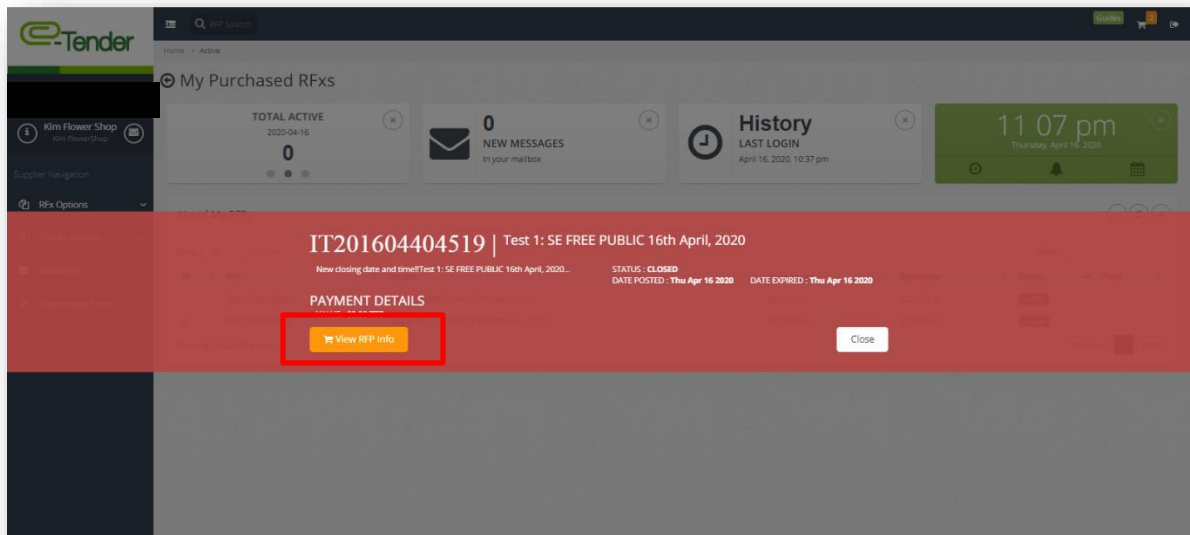 e-Tender
RFP Search
Guides
2
Home > Active
My Purchased RFxs
Kim Flower Shop
Kim FlowerShop
TOTAL ACTIVE
2020-04-16
0
0
NEW MESSAGES
In your mailbox
History
LAST LOGIN
April 16, 2020, 10:37 pm
11 07 pm
Thursday, April 16, 2020
Supplier Navigation
RFx Options
IT201604404519 | Test 1: SE FREE PUBLIC 16th April, 2020
New closing date and time!!Test 1: SE FREE PUBLIC 16th April, 2020...
STATUS : CLOSED
DATE POSTED : Thu Apr 16 2020 DATE EXPIRED : Thu Apr 16 2020
PAYMENT DETAILS
View RFP Info
Close